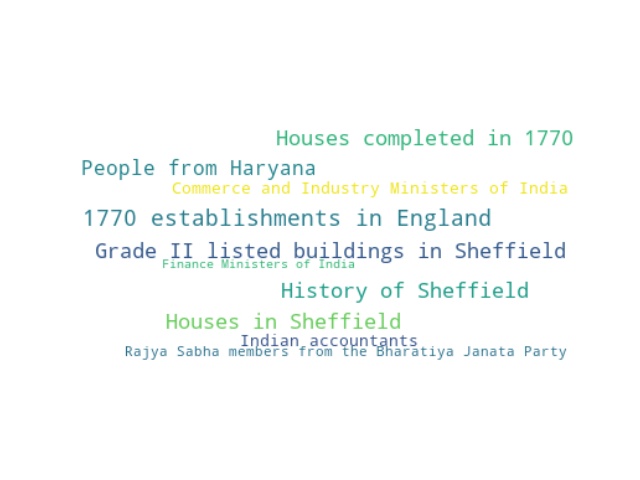 Houses completed in 1770
People from Haryana
Commerce and Industry Ministers of India
1770 establishments in England
Grade II listed buildings in Sheffield
Finance Ministers of India
History of Sheffield
Houses in Sheffield
Indian accountants
Rajya Sabha members from the Bharatiya Janata Party